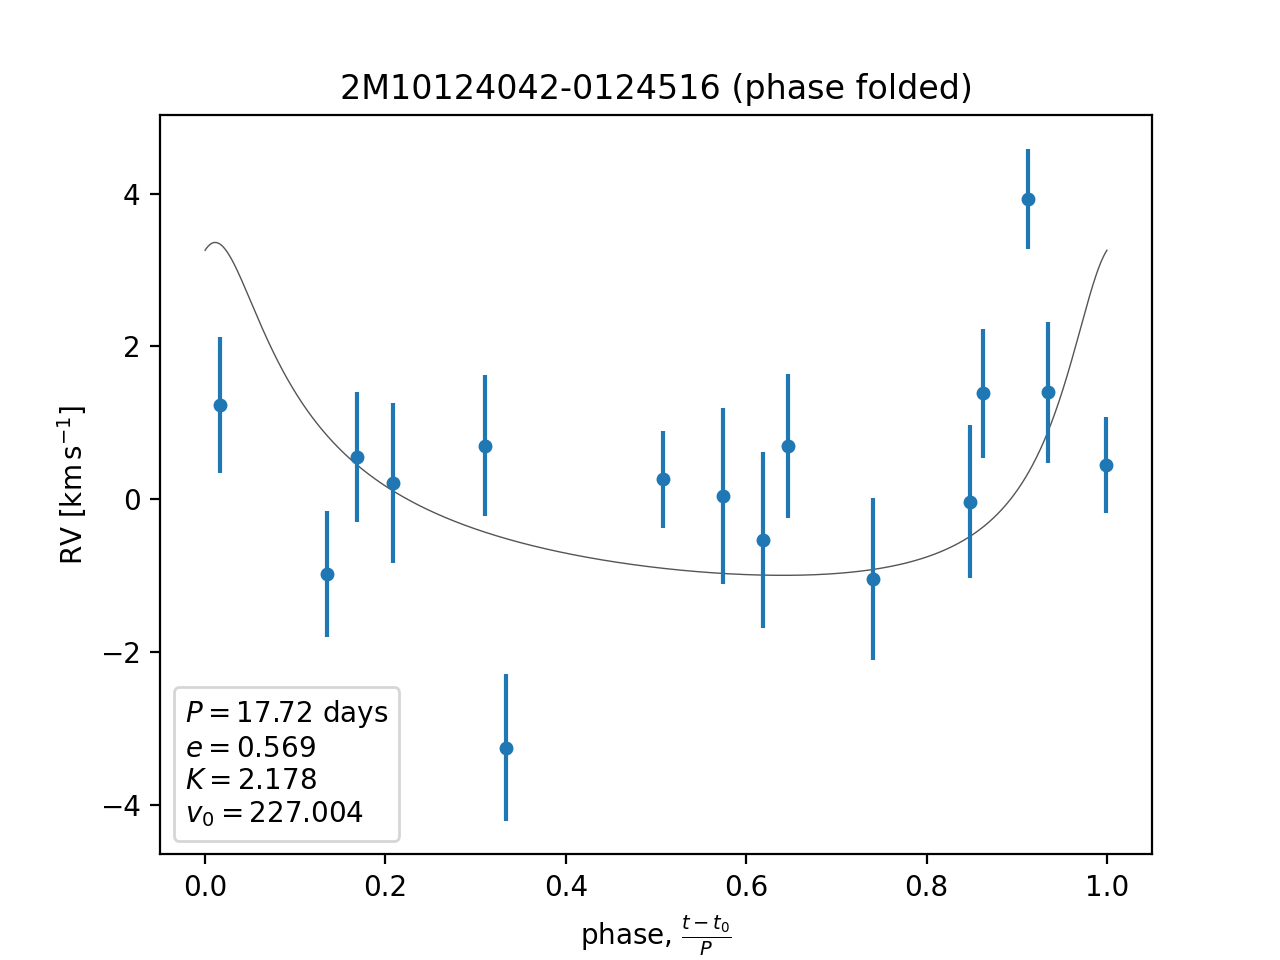 2M10124042-0124516 (phase folded)
RV [km s⁻¹]
4
2
0
−2
−4
P = 17.72 days
e = 0.569
K = 2.178
v₀ = 227.004
0.0 0.2 0.4 0.6 0.8 1.0
phase, (t − t₀)/P